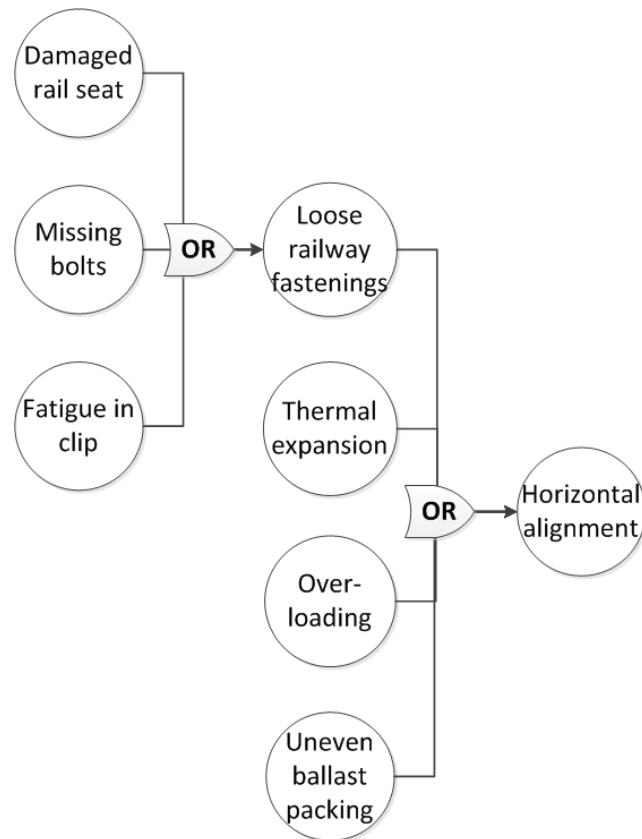 Damaged
rail seat
Missing
bolts
OR
Loose
railway
fastenings
Fatigue in
clip
Thermal
expansion
OR
Horizontal
alignment
Over-
loading
Uneven
ballast
packing